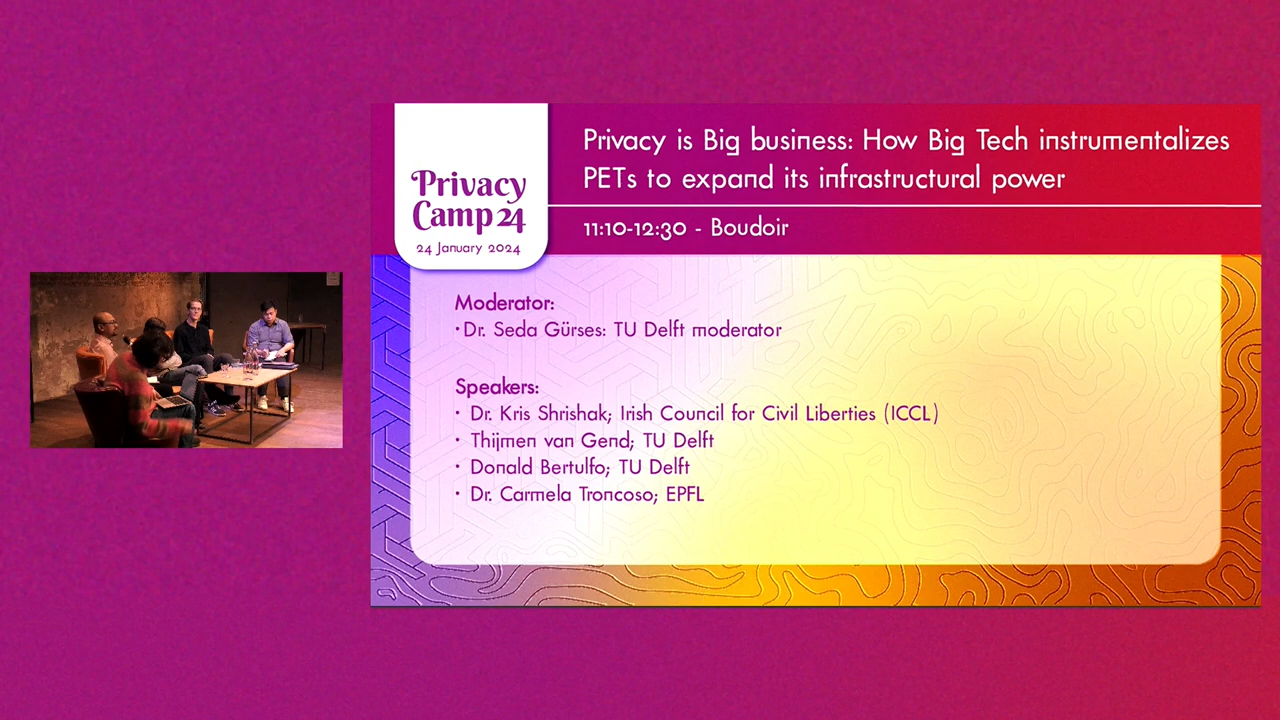 Privacy
Camp 24
24 January 2024
Privacy is Big business: How Big Tech instrumentalizes
PETs to expand its infrastructural power
11:10-12:30 - Boudoir
Moderator:
• Dr. Seda Gürses: TU Delft moderator
Speakers:
• Dr. Kris Shrishak; Irish Council for Civil Liberties (ICCL)
• Thijmen van Gend; TU Delft
• Donald Bertulfo; TU Delft
• Dr. Carmela Troncoso; EPFL